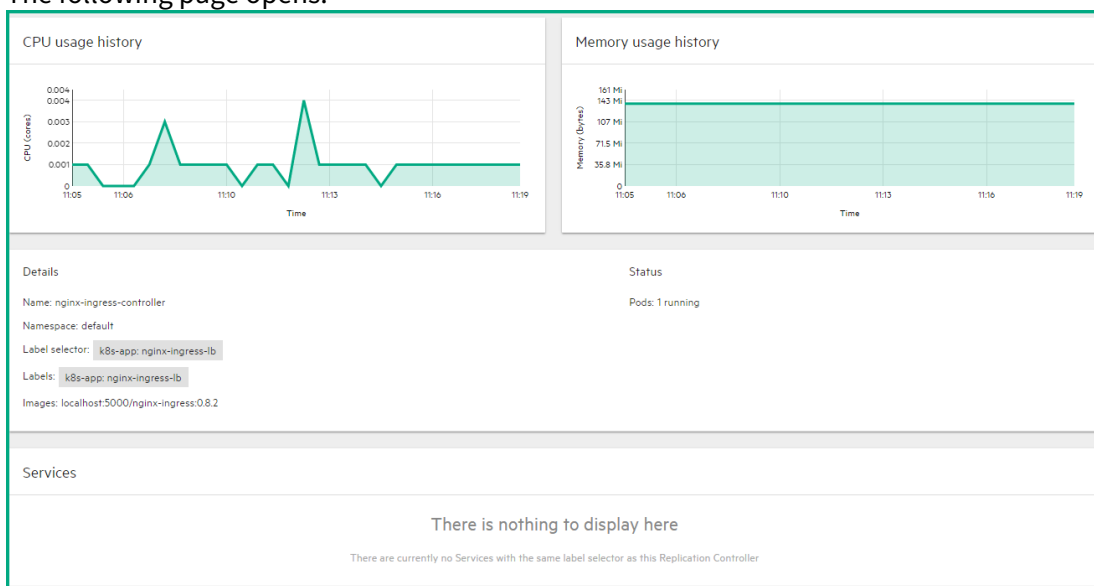 The following page opens:
CPU usage history
Memory usage history
CPU (cores)
0.004
0.004
0.003
0.002
0.001
0
11:05 11:06 11:10 11:13 11:16 11:19
Time
Memory (bytes)
161 Mi
143 Mi
107 Mi
71.5 Mi
35.8 Mi
0
11:05 11:06 11:10 11:13 11:16 11:19
Time
Details
Status
Name: nginx-ingress-controller
Pods: 1 running
Namespace: default
Label selector: k8s-app: nginx-ingress-lb
Labels: k8s-app: nginx-ingress-lb
Images: localhost:5000/nginx-ingress:0.8.2
Services
There is nothing to display here
There are currently no Services with the same label selector as this Replication Controller